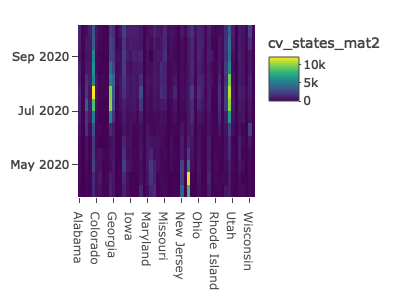 cv_states_mat2
10k
5k
0
Sep 2020
Jul 2020
May 2020
Alabama
Colorado
Georgia
Iowa
Maryland
Missouri
New Jersey
Ohio
Rhode Island
Utah
Wisconsin